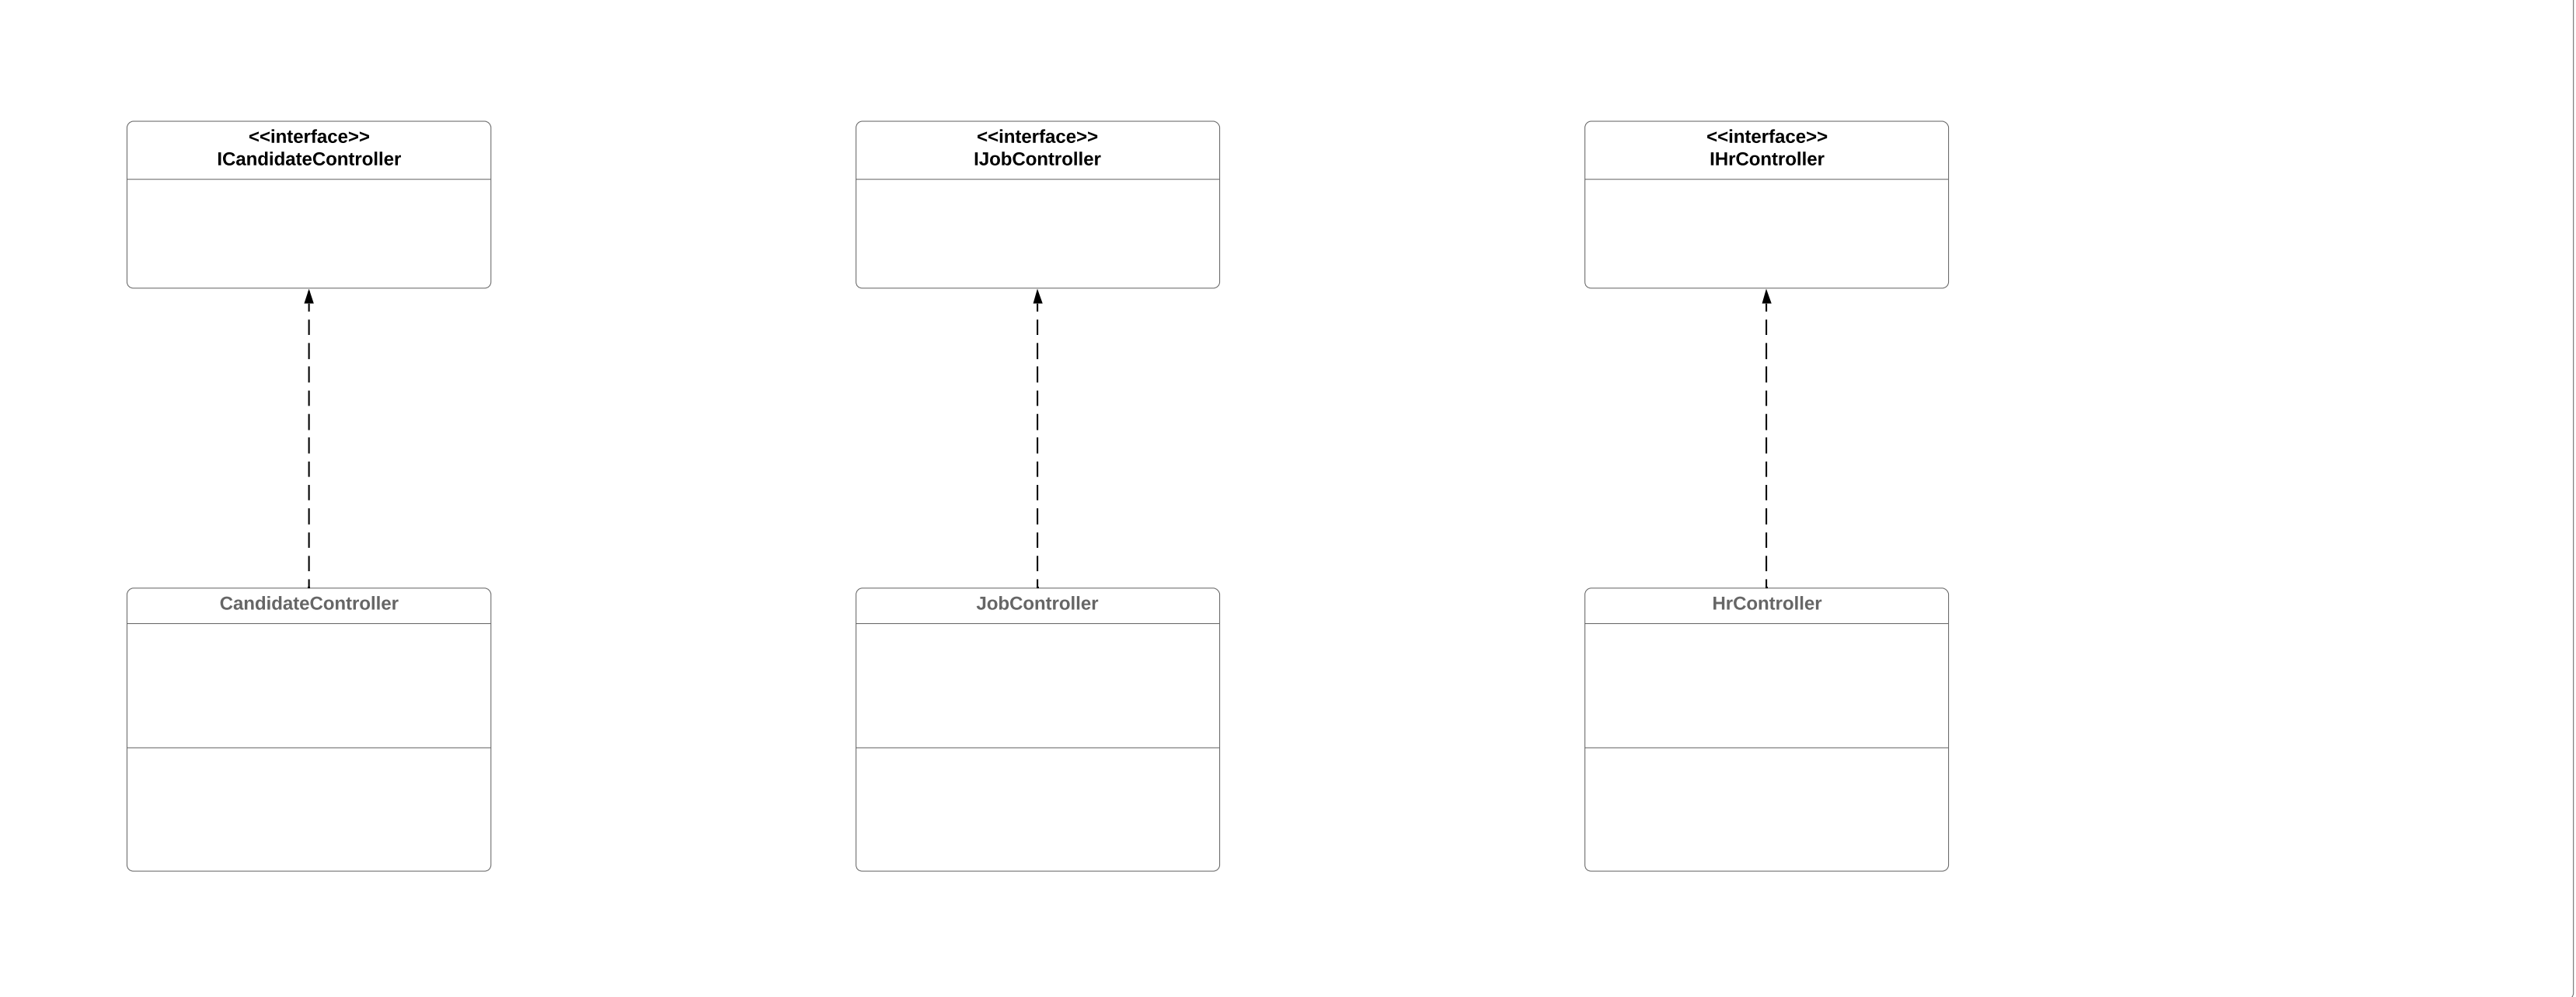 <<interface>>
ICandidateController
<<interface>>
IJobController
<<interface>>
IHrController
CandidateController
JobController
HrController